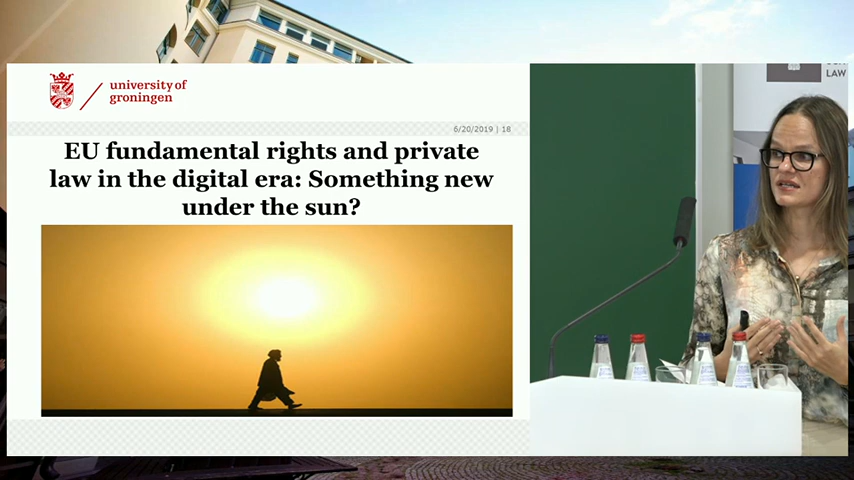 university of
groningen
6/20/2019 | 18
EU fundamental rights and private
law in the digital era: Something new
under the sun?
LAW